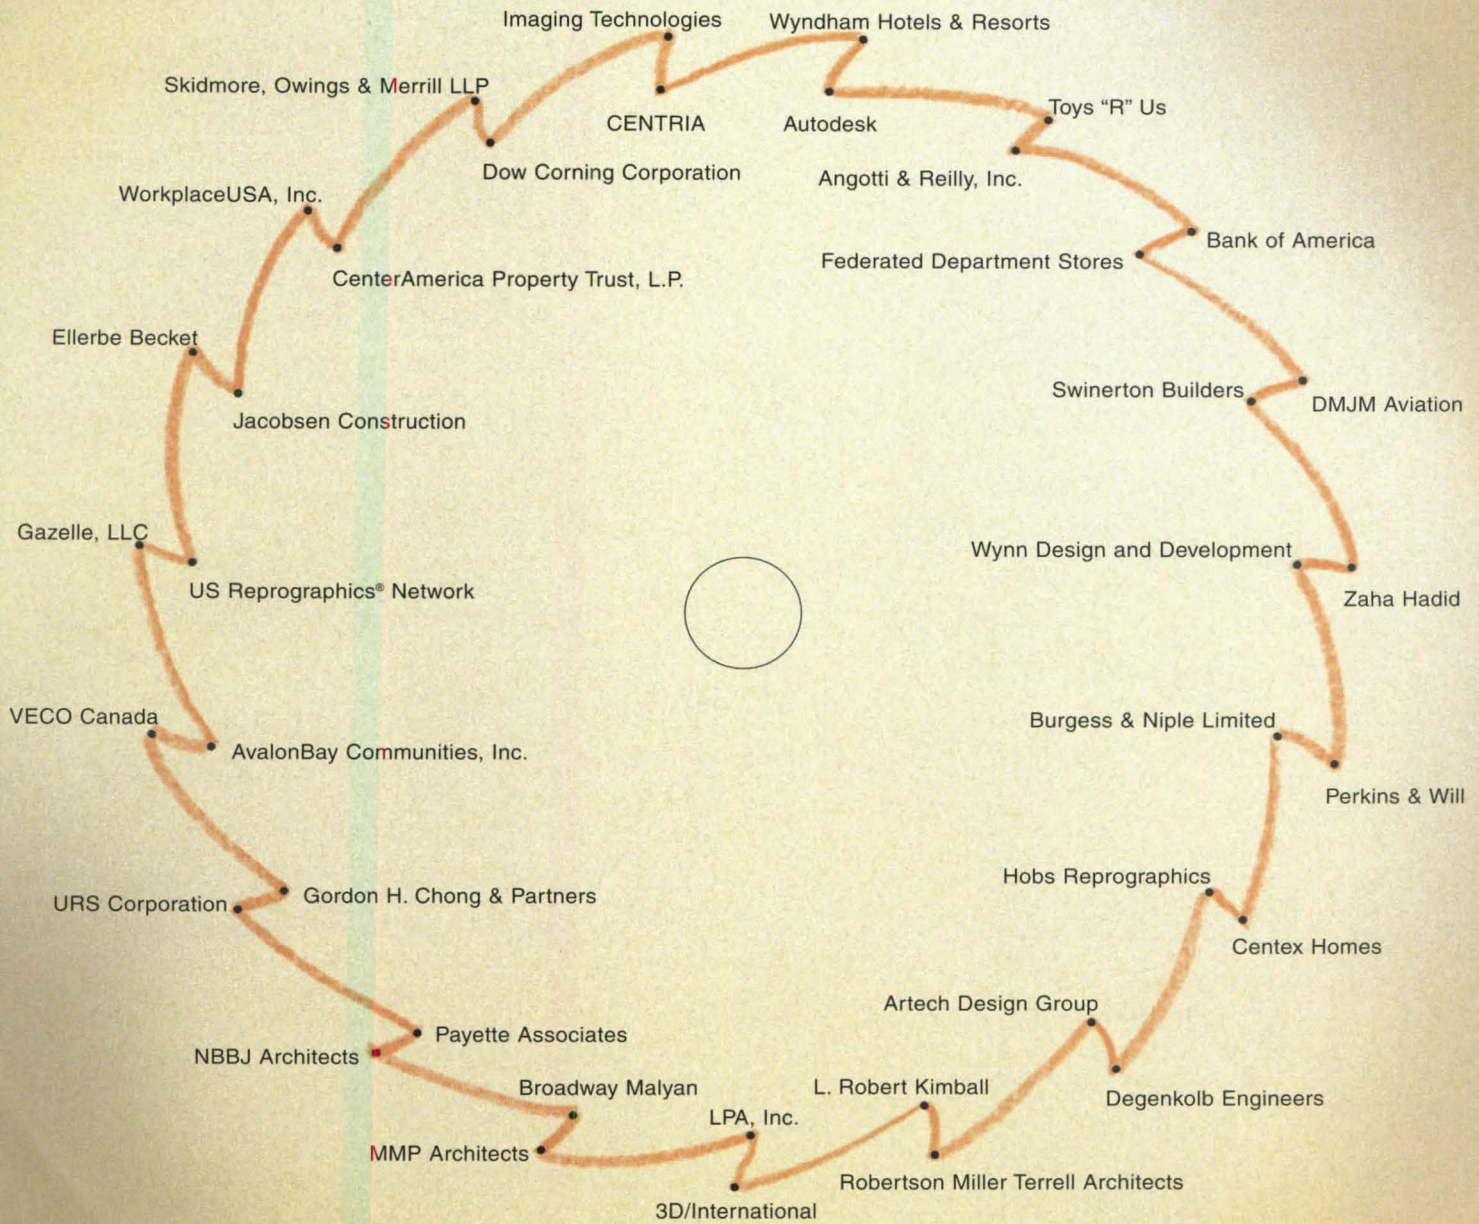 Imaging Technologies
Wyndham Hotels & Resorts
Skidmore, Owings & Merrill LLP
Toys “R” Us
CENTRIA
Autodesk
Dow Corning Corporation
Angotti & Reilly, Inc.
WorkplaceUSA, Inc.
Bank of America
Federated Department Stores
CenterAmerica Property Trust, L.P.
Ellerbe Becket
Swinerton Builders
DMJM Aviation
Jacobsen Construction
Gazelle, LLC
Wynn Design and Development
US Reprographics® Network
Zaha Hadid
VECO Canada
Burgess & Niple Limited
AvalonBay Communities, Inc.
Perkins & Will
Hobs Reprographics
Gordon H. Chong & Partners
URS Corporation
Centex Homes
Artech Design Group
Payette Associates
NBBJ Architects
Broadway Malyan
L. Robert Kimball
Degenkolb Engineers
LPA, Inc.
MMP Architects
Robertson Miller Terrell Architects
3D/International